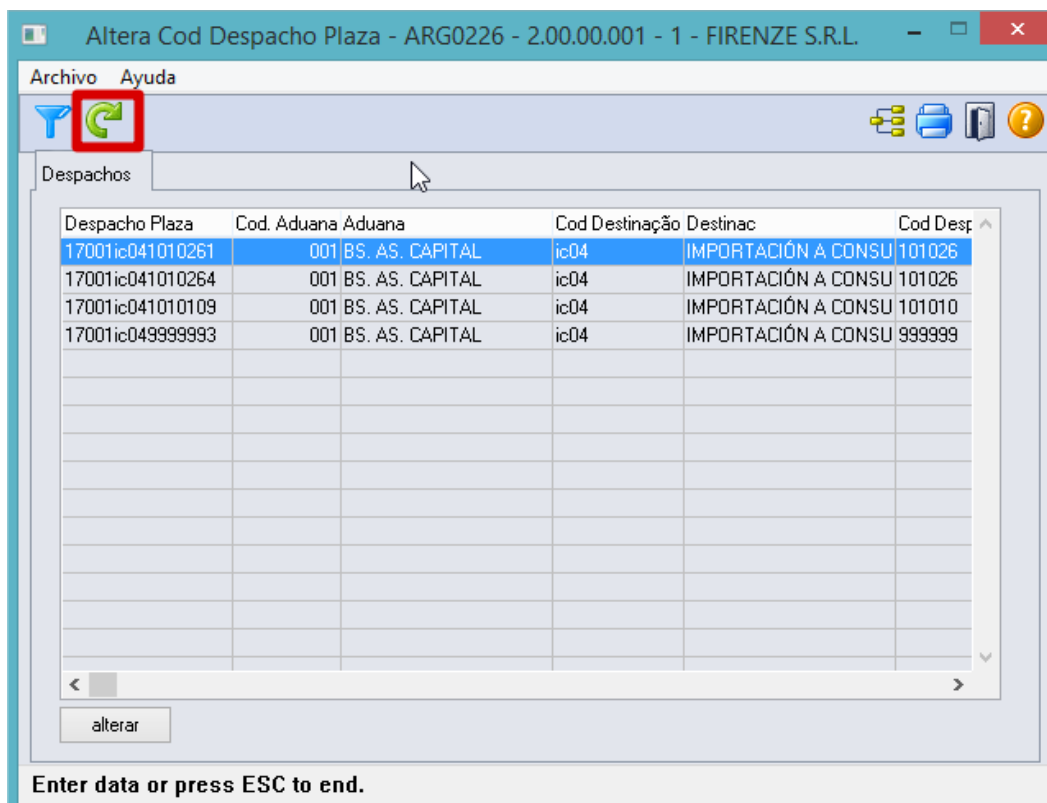 Altera Cod Despacho Plaza - ARG0226 - 2.00.00.001 - 1 - FIRENZE S.R.L.
Archivo Ayuda
Despachos
Despacho Plaza Cod. Aduana Aduana Cod Destinação Destinac Cod Desp
17001ic041010261 001 BS. AS. CAPITAL ic04 IMPORTACIÓN A CONSU 101026
17001ic041010264 001 BS. AS. CAPITAL ic04 IMPORTACIÓN A CONSU 101026
17001ic041010109 001 BS. AS. CAPITAL ic04 IMPORTACIÓN A CONSU 101010
17001ic049999993 001 BS. AS. CAPITAL ic04 IMPORTACIÓN A CONSU 999999
alterar
Enter data or press ESC to end.